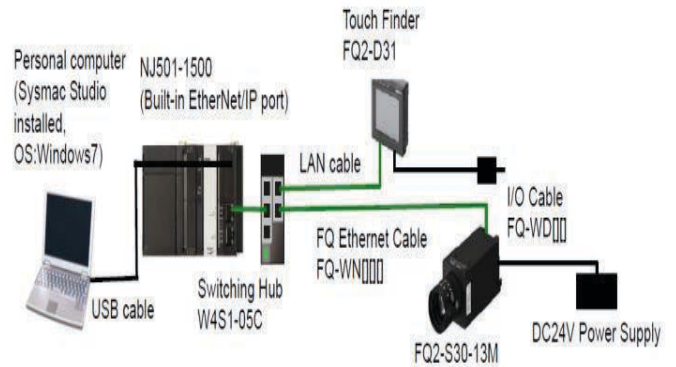 Touch Finder
FQ2-D31
Personal computer
(Sysmac Studio
installed,
OS:Windows7)
NJ501-1500
(Built-in EtherNet/IP port)
LAN cable
I/O Cable
FQ-WD[][]
FQ Ethernet Cable
FQ-WN[][][]
USB cable
Switching Hub
W4S1-05C
DC24V Power Supply
FQ2-S30-13M